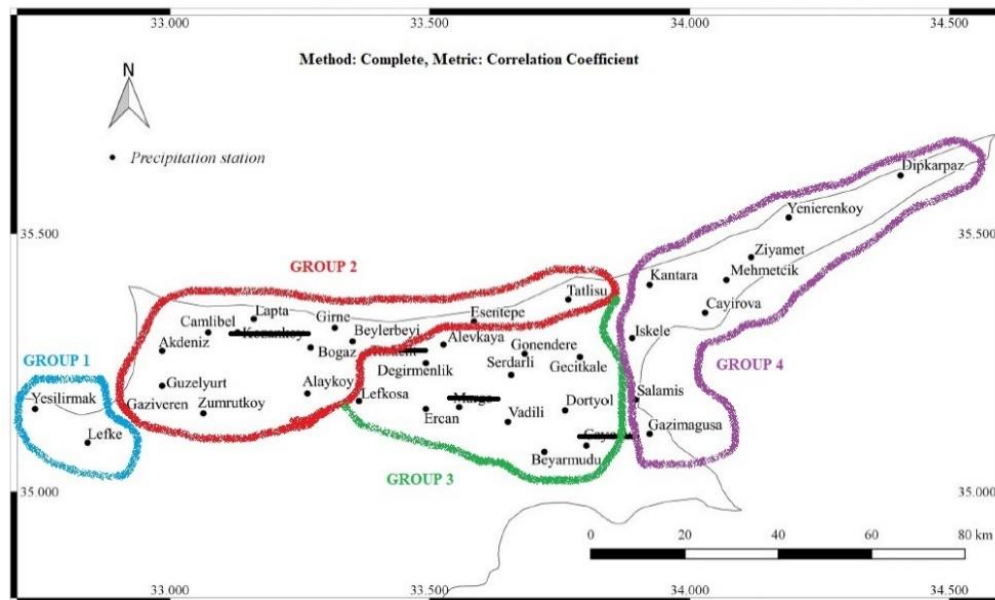 33.000 33.500 34.000 34.500
Method: Complete, Metric: Correlation Coefficient
N
Precipitation station
Dipkarpaz
Yenierenkoy
35.500 35.500
GROUP 2
Ziyamet
Kantara
Mehmetcik
Tatlisu
Cayirova
Lapta Girne Esentepe
Camlibel
Beylerbeyi
Iskele
Akdeniz Bogaz Alevkaya Gonendere
GROUP 1 Serdarli Gecitkale GROUP 4
Degirmenlik
Guzelyurt Alaykoy
Yesilirmak Gaziveren Zumrutkoy Lefkosa Salamis
Ercan Vadili Dortyol
Lefke Gazimagusa
Beyarmudu
GROUP 3
35.000 35.000
0 20 40 60 80 km
33.000 33.500 34.000 34.500